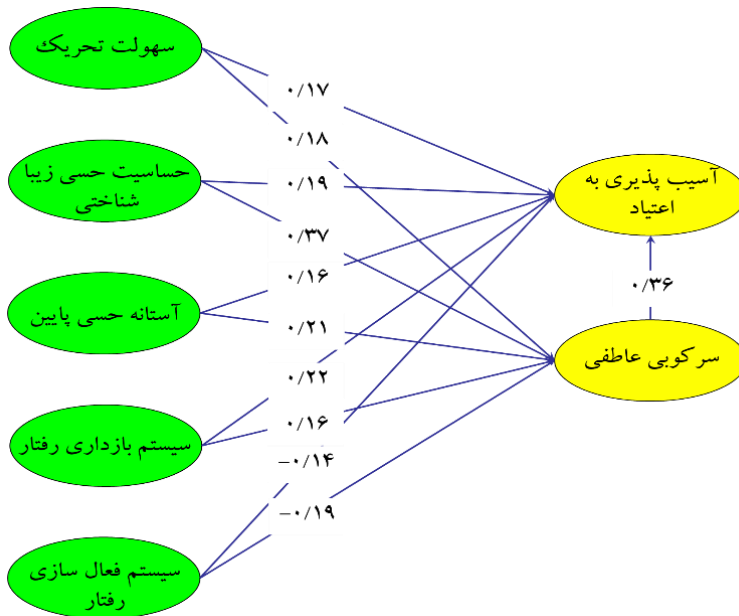 سهولت تحریک
۰/۱۷
۰/۱۸
حساسیت حسی زیبا
شناختی
۰/۱۹
آسیب پذیری به
اعتیاد
۰/۳۷
۰/۱۶
۰/۳۶
آستانه حسی پایین
۰/۲۱
سرکوبی عاطفی
۰/۲۲
۰/۱۶
سیستم بازداری رفتار
−۰/۱۴
−۰/۱۹
سیستم فعال سازی
رفتار